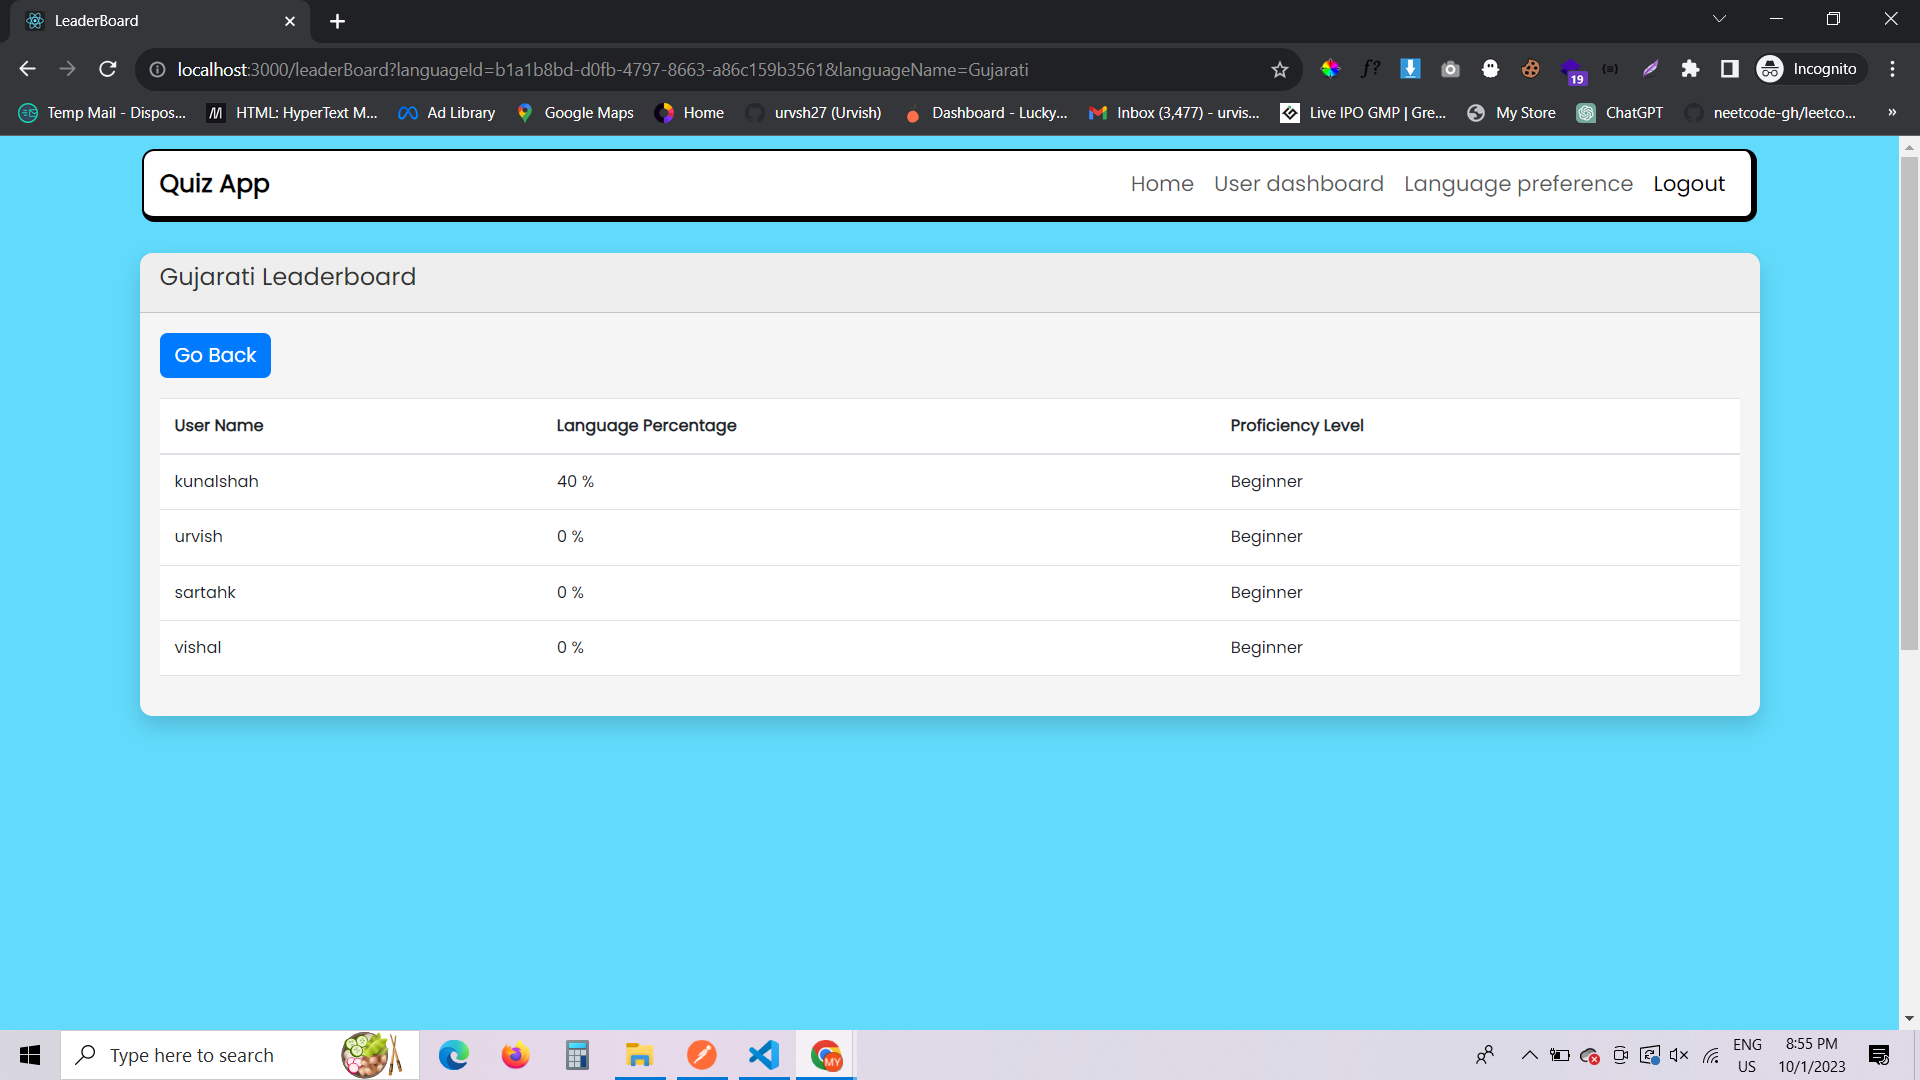 LeaderBoard
localhost:3000/leaderBoard?languageId=b1a1b8bd-d0fb-4797-8663-a86c159b3561&languageName=Gujarati
f?
19
Incognito
Temp Mail - Dispos...
HTML: HyperText M...
Ad Library
Google Maps
Home
urvsh27 (Urvish)
Dashboard - Lucky...
Inbox (3,477) - urvis...
Live IPO GMP | Gre...
My Store
ChatGPT
neetcode-gh/leetco...
»
Quiz App
Home
User dashboard
Language preference
Logout
Gujarati Leaderboard
Go Back
User Name Language Percentage Proficiency Level
kunalshah 40 % Beginner
urvish 0 % Beginner
sartahk 0 % Beginner
vishal 0 % Beginner
Type here to search
MY
ENG
US
8:55 PM
10/1/2023